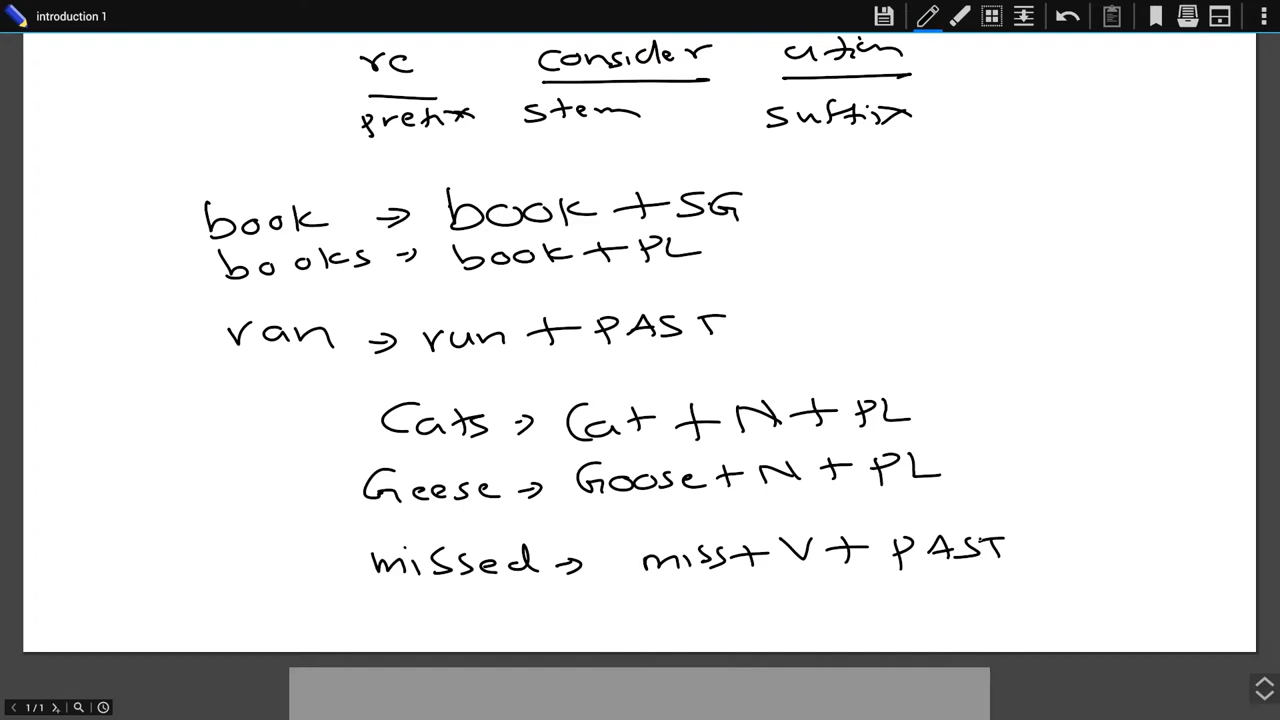 introduction 1
re consider ation
prefix stem suffix
book → book + SG
books → book + PL
ran → run + PAST
Cats → Cat + N + PL
Geese → Goose + N + PL
missed → miss + V + PAST
1/1